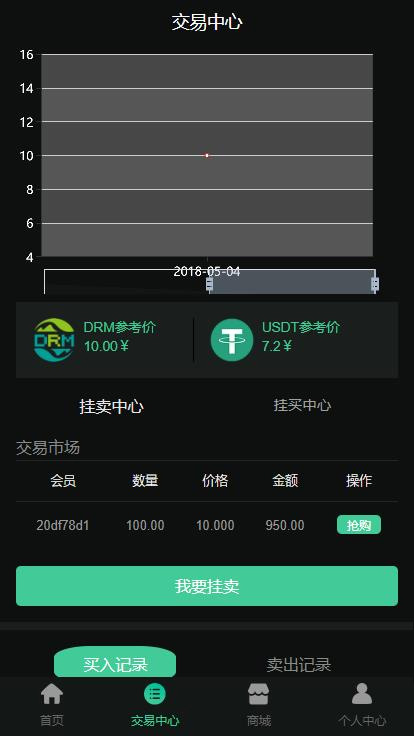 交易中心
16
14
12
10
8
6
4
2018-05-04
DRM DRM参考价 USDT参考价
10.00￥ 7.2￥
挂卖中心 挂买中心
交易市场
会员 数量 价格 金额 操作
20df78d1 100.00 10.000 950.00 抢购
我要挂卖
买入记录 卖出记录
首页 交易中心 商城 个人中心